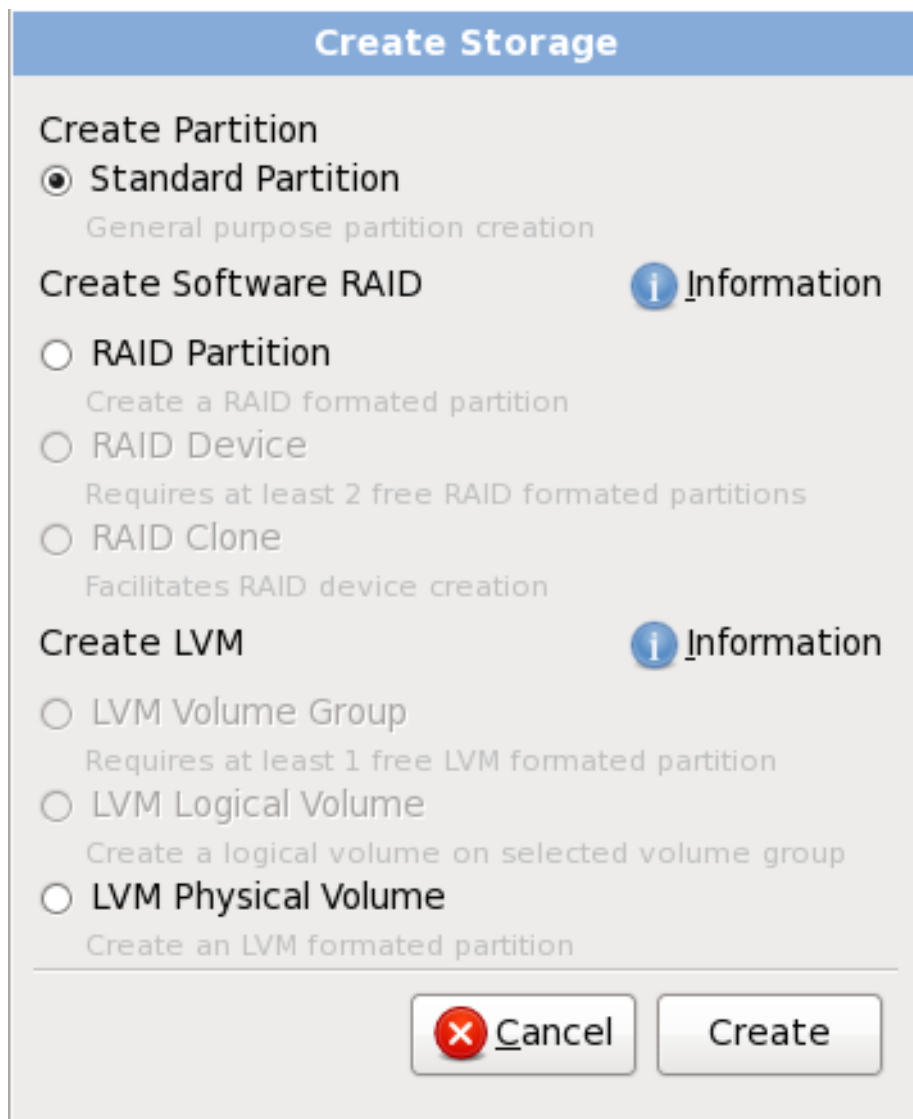 Create Storage
Create Partition
Standard Partition
General purpose partition creation
Create Software RAID
Information
RAID Partition
Create a RAID formated partition
RAID Device
Requires at least 2 free RAID formated partitions
RAID Clone
Facilitates RAID device creation
Create LVM
Information
LVM Volume Group
Requires at least 1 free LVM formated partition
LVM Logical Volume
Create a logical volume on selected volume group
LVM Physical Volume
Create an LVM formated partition
Cancel
Create